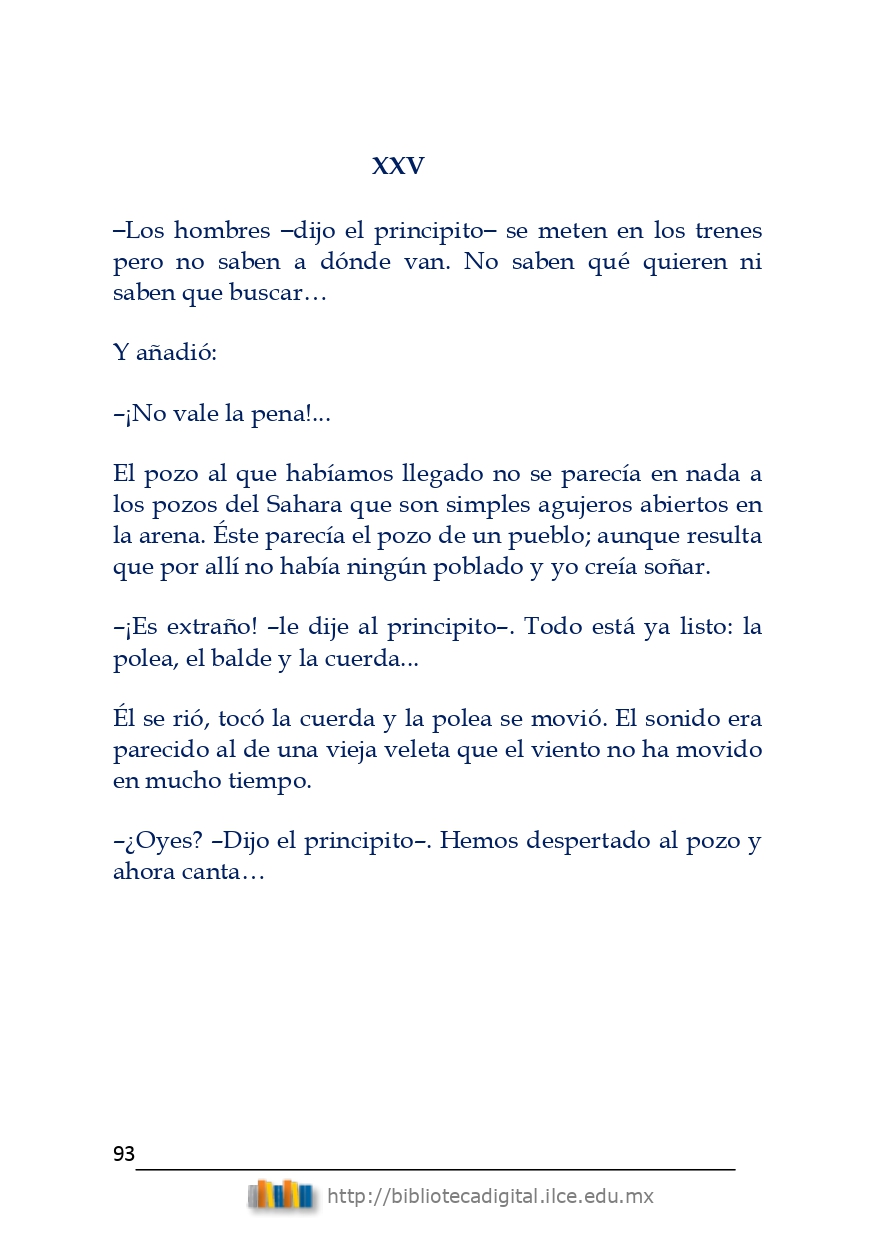 XXV
–Los hombres –dijo el principito– se meten en los trenes
pero no saben a dónde van. No saben qué quieren ni
saben que buscar…
Y añadió:
–¡No vale la pena!...
El pozo al que habíamos llegado no se parecía en nada a
los pozos del Sahara que son simples agujeros abiertos en
la arena. Éste parecía el pozo de un pueblo; aunque resulta
que por allí no había ningún poblado y yo creía soñar.
–¡Es extraño! –le dije al principito–. Todo está ya listo: la
polea, el balde y la cuerda...
Él se rió, tocó la cuerda y la polea se movió. El sonido era
parecido al de una vieja veleta que el viento no ha movido
en mucho tiempo.
–¿Oyes? –Dijo el principito–. Hemos despertado al pozo y
ahora canta…
93
http://bibliotecadigital.ilce.edu.mx